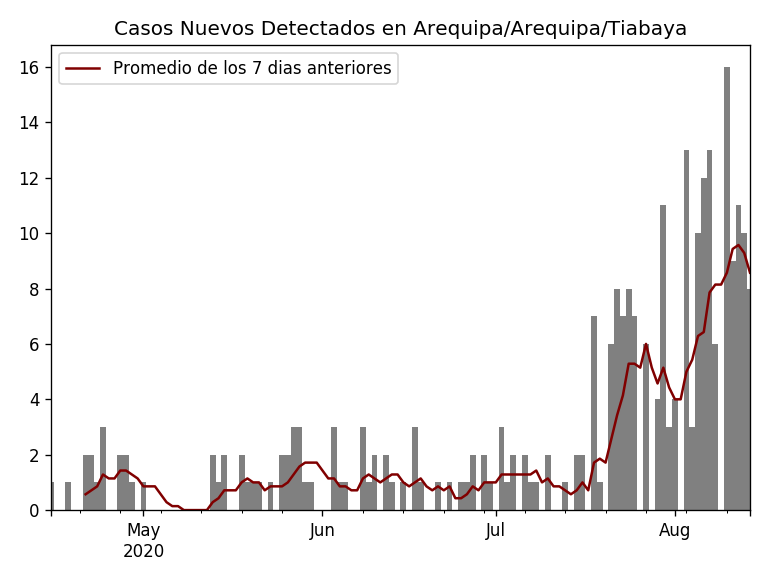 Casos Nuevos Detectados en Arequipa/Arequipa/Tiabaya
Promedio de los 7 dias anteriores
16
14
12
10
8
6
4
2
0
May
2020
Jun
Jul
Aug